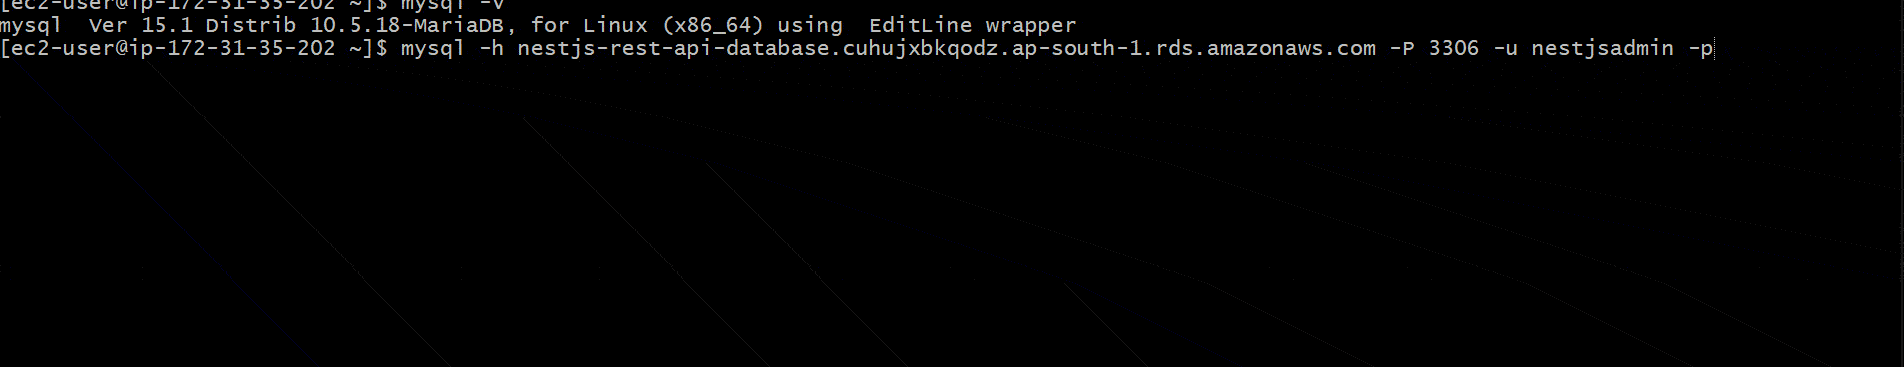 [ec2-user@ip-172-31-35-202 ~]$ mysql -V
mysql  Ver 15.1 Distrib 10.5.18-MariaDB, for Linux (x86_64) using  EditLine wrapper
[ec2-user@ip-172-31-35-202 ~]$ mysql -h nestjs-rest-api-database.cuhujxbkqodz.ap-south-1.rds.amazonaws.com -P 3306 -u nestjsadmin -p